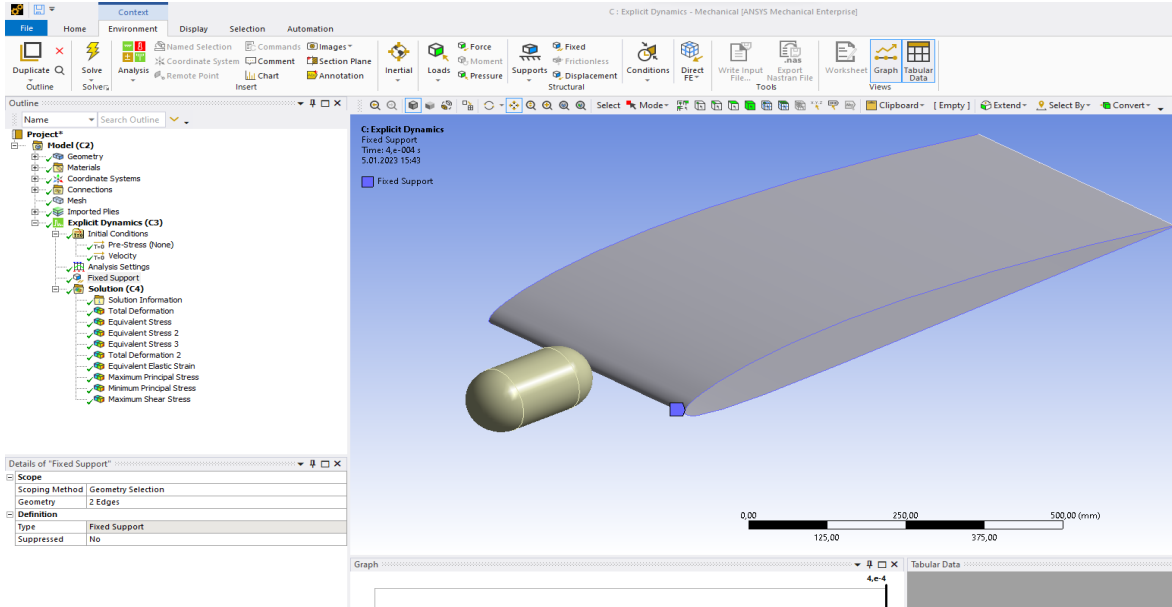 Context
C : Explicit Dynamics - Mechanical [ANSYS Mechanical Enterprise]
File Home Environment Display Selection Automation
Duplicate Q
Outline
Solve
Solver
Analysis
Named Selection Commands Images
Coordinate System Comment Section Plane
Remote Point Chart Annotation
Insert
Inertial
Loads
Force
Moment
Pressure
Supports
Fixed
Frictionless
Displacement
Structural
Conditions
Direct FE
Write Input File...
Export Nastran File
Tools
Worksheet
Graph
Tabular Data
Views
Outline
Name Search Outline
Select Mode Clipboard [ Empty ] Extend Select By Convert
Project*
Model (C2)
Geometry
Materials
Coordinate Systems
Connections
Mesh
Imported Plies
Explicit Dynamics (C3)
Initial Conditions
T=0 Pre-Stress (None)
T=0 Velocity
Analysis Settings
Fixed Support
Solution (C4)
Solution Information
Total Deformation
Equivalent Stress
Equivalent Stress 2
Equivalent Stress 3
Total Deformation 2
Equivalent Elastic Strain
Maximum Principal Stress
Minimum Principal Stress
Maximum Shear Stress
C: Explicit Dynamics
Fixed Support
Time: 4,e-004 s
5.01.2023 15:43
Fixed Support
0,00 250,00 500,00 (mm)
125,00 375,00
Details of "Fixed Support"
Scope
Scoping Method Geometry Selection
Geometry 2 Edges
Definition
Type Fixed Support
Suppressed No
Graph
4,e-4
Tabular Data